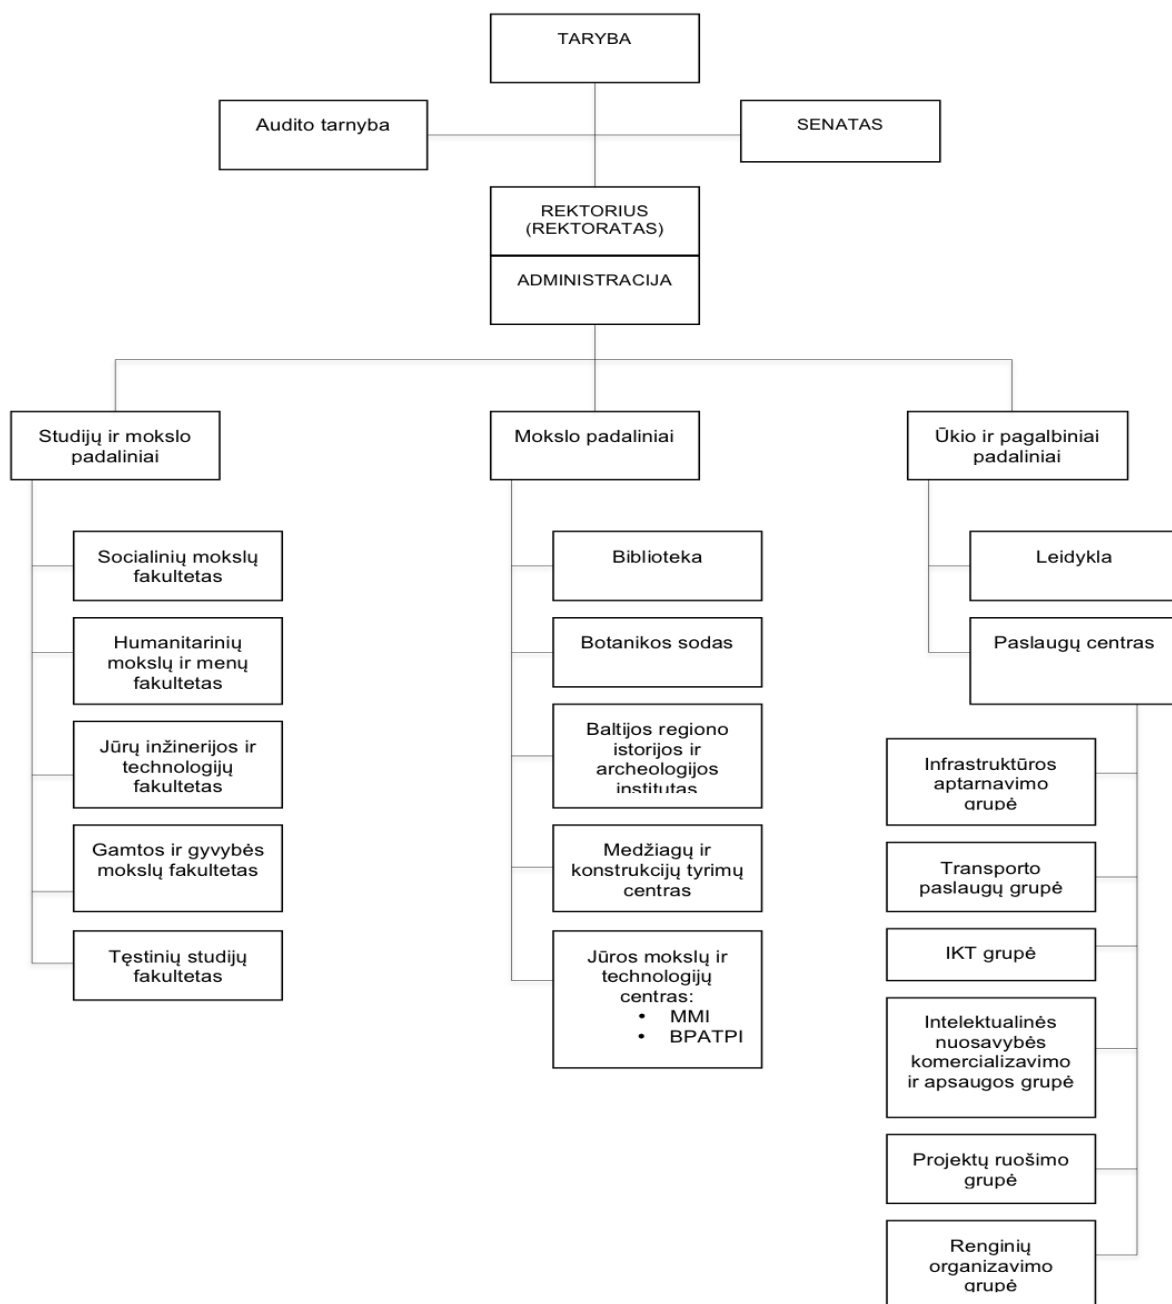 TARYBA
Audito tarnyba
SENATAS
REKTORIUS
(REKTORATAS)
ADMINISTRACIJA
Studijų ir mokslo
padaliniai
Mokslo padaliniai
Ūkio ir pagalbiniai
padaliniai
Socialinių mokslų
fakultetas
Humanitarinių
mokslų ir menų
fakultetas
Jūrų inžinerijos ir
technologijų
fakultetas
Gamtos ir gyvybės
mokslų fakultetas
Tęstinių studijų
fakultetas
Biblioteka
Botanikos sodas
Baltijos regiono
istorijos ir
archeologijos
institutas
Medžiagų ir
konstrukcijų tyrimų
centras
Jūros mokslų ir
technologijų
centras:
• MMI
• BPATPI
Leidykla
Paslaugų centras
Infrastruktūros
aptarnavimo
grupė
Transporto
paslaugų grupė
IKT grupė
Intelektualinės
nuosavybės
komercializavimo
ir apsaugos grupė
Projektų ruošimo
grupė
Renginių
organizavimo
grupė